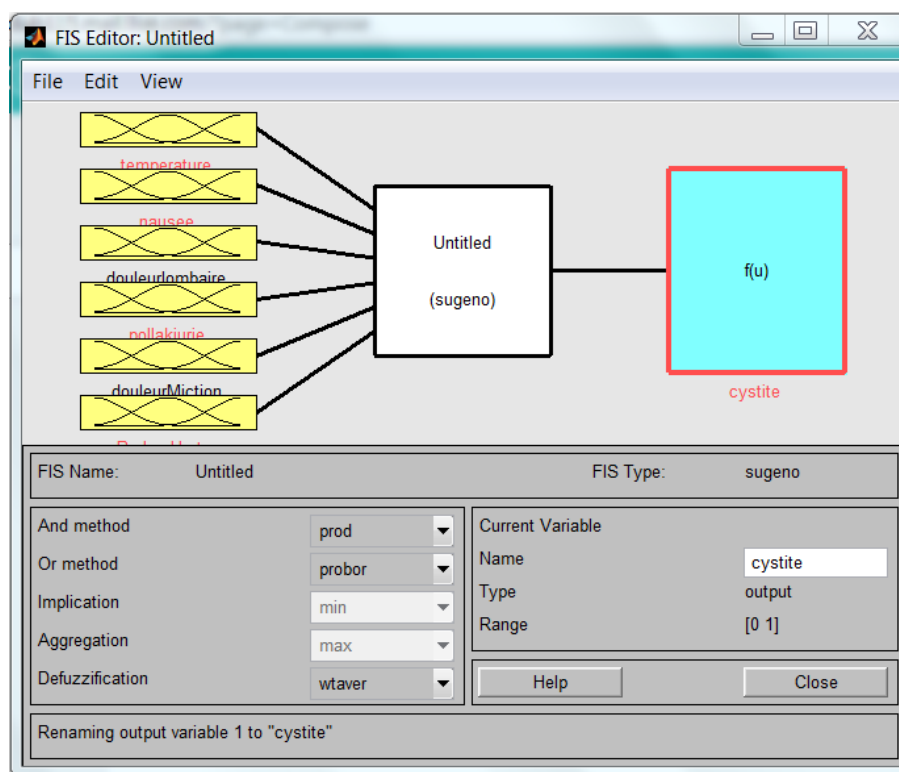 page=Compose
FIS Editor: Untitled
File Edit View
temperature
nausee
douleurlombaire
pollakiurie
douleurMiction
Untitled
(sugeno)
f(u)
cystite
FIS Name: Untitled FIS Type: sugeno
And method prod
Or method probor
Implication min
Aggregation max
Defuzzification wtaver
Current Variable
Name cystite
Type output
Range [0 1]
Help Close
Renaming output variable 1 to "cystite"